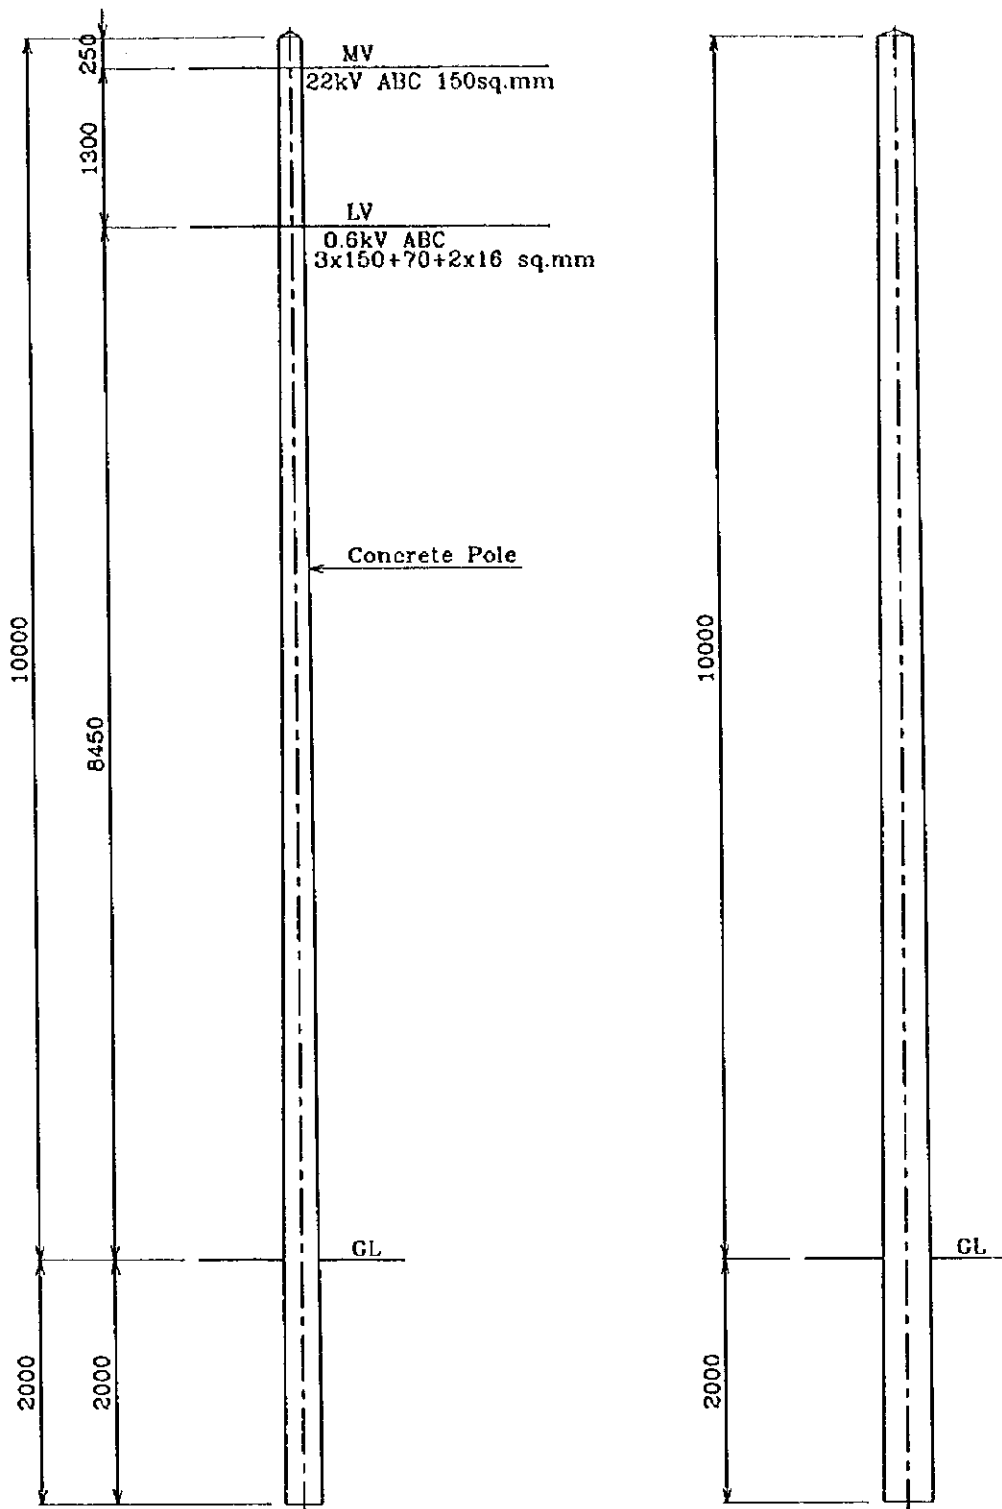 250
MV
22kV ABC 150sq.mm
1300
LV
0.6kV ABC
3x150+70+2x16 sq.mm
Concrete Pole
10000
8450
10000
GL
GL
2000
2000
2000